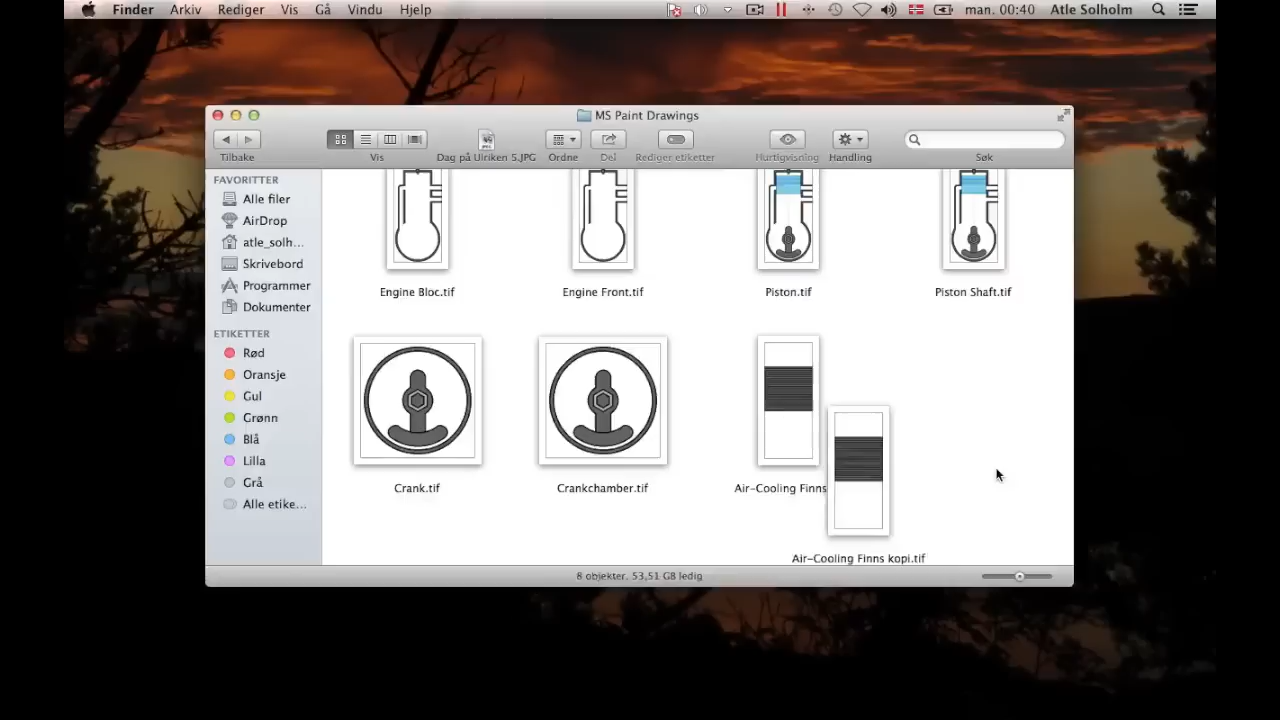 Finder Arkiv Rediger Vis Gå Vindu Hjelp man. 00:40 Atle Solholm
MS Paint Drawings
Tilbake Vis Dag på Ulriken 5.JPG Ordne Del Rediger etiketter Hurtigvisning Handling Søk
FAVORITTER
Alle filer
AirDrop
atle_solh...
Skrivebord
Programmer
Dokumenter
ETIKETTER
Rød
Oransje
Gul
Grønn
Blå
Lilla
Grå
Alle etike...
Engine Bloc.tif Engine Front.tif Piston.tif Piston Shaft.tif
Crank.tif Crankchamber.tif Air-Cooling Finns
Air-Cooling Finns kopi.tif
8 objekter, 53,51 GB ledig